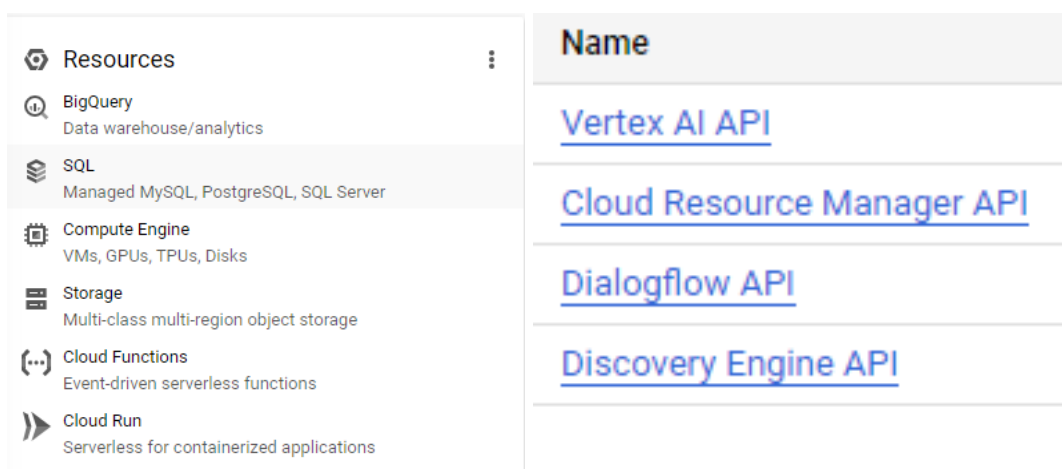 Resources
BigQuery
Data warehouse/analytics
SQL
Managed MySQL, PostgreSQL, SQL Server
Compute Engine
VMs, GPUs, TPUs, Disks
Storage
Multi-class multi-region object storage
Cloud Functions
Event-driven serverless functions
Cloud Run
Serverless for containerized applications
Name
Vertex AI API
Cloud Resource Manager API
Dialogflow API
Discovery Engine API